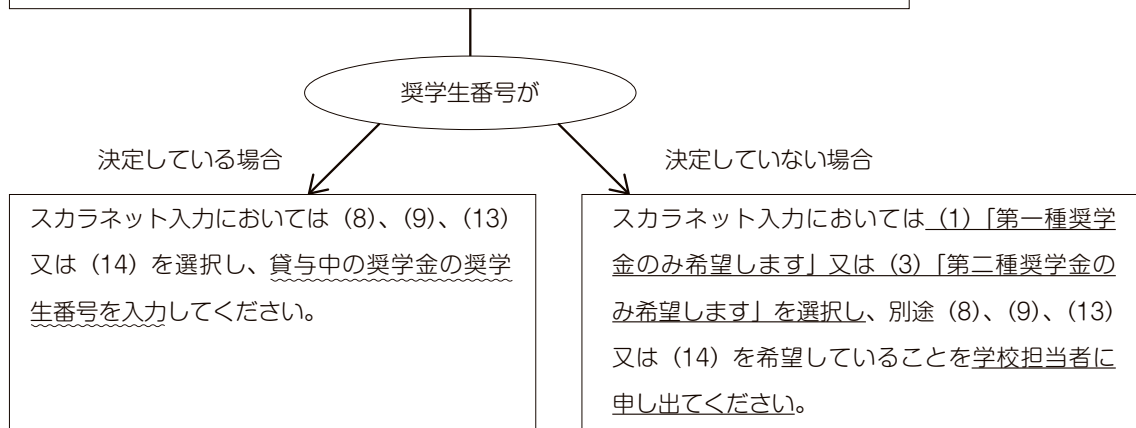 奨学生番号が
決定している場合
決定していない場合
スカラネット入力においては（8）、（9）、（13）
又は（14）を選択し、貸与中の奨学金の奨学
生番号を入力してください。
スカラネット入力においては（1）「第一種奨学
金のみ希望します」又は（3）「第二種奨学金の
み希望します」を選択し、別途（8）、（9）、（13）
又は（14）を希望していることを学校担当者に
申し出てください。